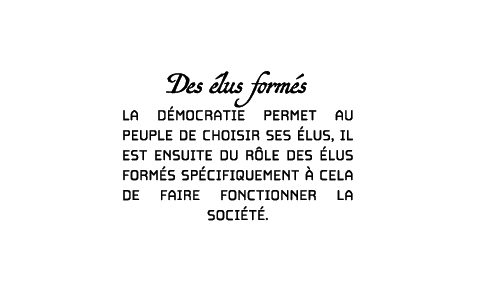 Des élus formés
LA DÉMOCRATIE PERMET AU
PEUPLE DE CHOISIR SES ÉLUS, IL
EST ENSUITE DU RÔLE DES ÉLUS
FORMÉS SPÉCIFIQUEMENT À CELA
DE FAIRE FONCTIONNER LA
SOCIÉTÉ.